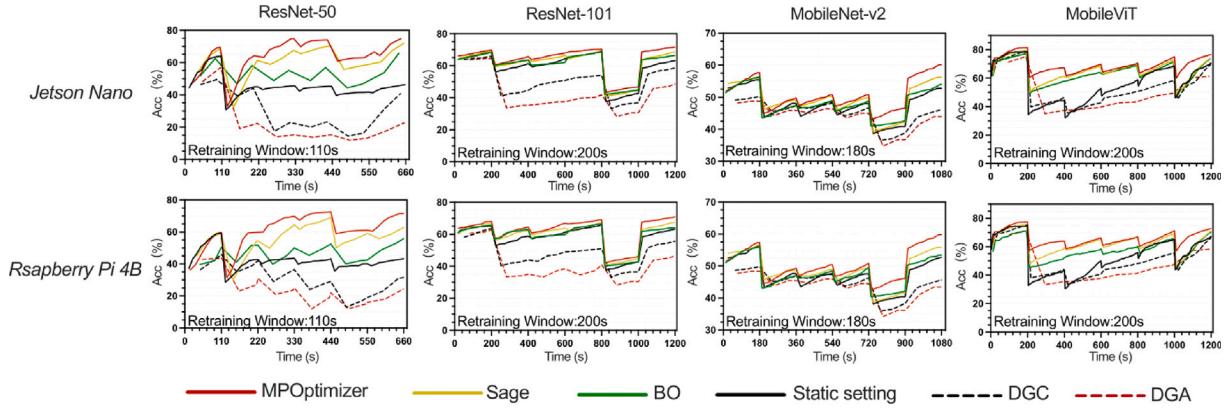 ResNet-50 ResNet-101 MobileNet-v2 MobileViT
Jetson Nano
Acc (%) Acc (%) Acc (%) Acc (%)
80 80 70 80
60 60 60 60
40 40 50 40
20 20 40 20
0 0 30 0
Retraining Window:110s Retraining Window:200s Retraining Window:180s Retraining Window:200s
0 110 220 330 440 550 660 0 200 400 600 800 1000 1200 0 180 360 540 720 900 1080 0 200 400 600 800 1000 1200
Time (s) Time (s) Time (s) Time (s)
Rsapberry Pi 4B
Acc (%) Acc (%) Acc (%) Acc (%)
80 80 70 80
60 60 60 60
40 40 50 40
20 20 40 20
0 0 30 0
Retraining Window:110s Retraining Window:200s Retraining Window:180s Retraining Window:200s
0 110 220 330 440 550 660 0 200 400 600 800 1000 1200 0 180 360 540 720 900 1080 0 200 400 600 800 1000 1200
Time (s) Time (s) Time (s) Time (s)
MPOptimizer Sage BO Static setting DGC DGA